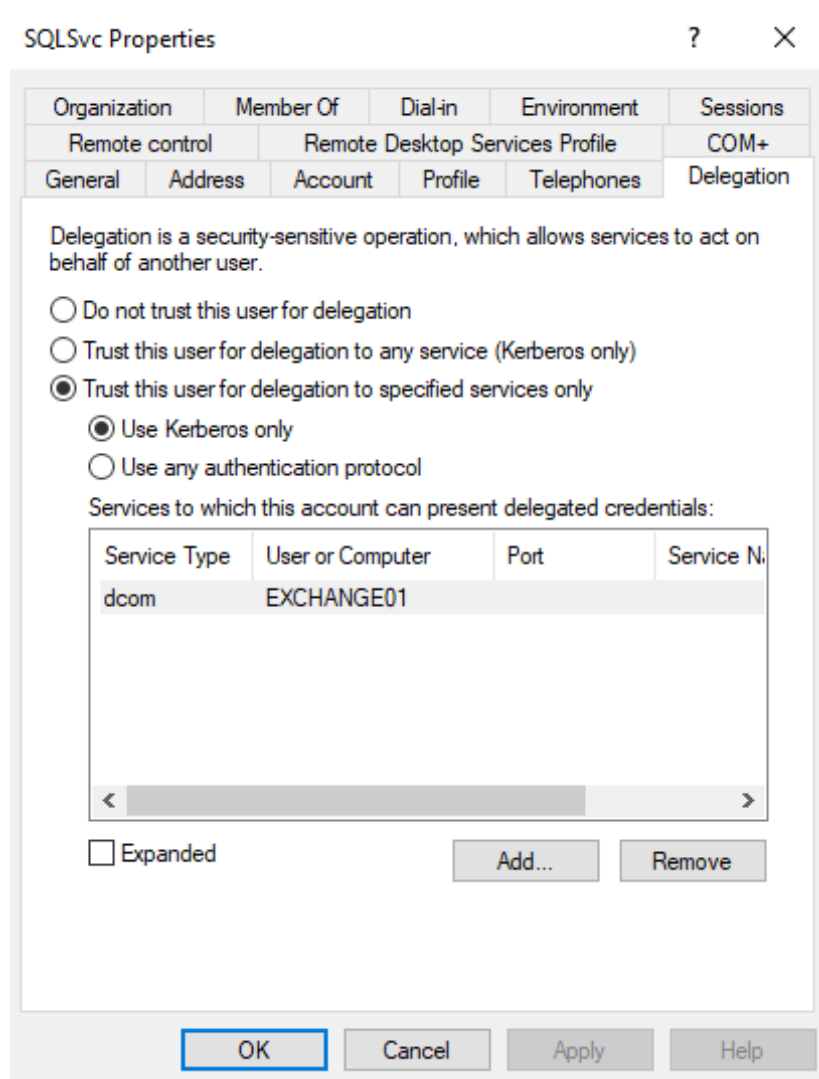 SQLSvc Properties ? ×
Organization Member Of Dial-in Environment Sessions
Remote control Remote Desktop Services Profile COM+
General Address Account Profile Telephones Delegation
Delegation is a security-sensitive operation, which allows services to act on
behalf of another user.
Do not trust this user for delegation
Trust this user for delegation to any service (Kerberos only)
Trust this user for delegation to specified services only
Use Kerberos only
Use any authentication protocol
Services to which this account can present delegated credentials:
Service Type User or Computer Port Service Na
dcom EXCHANGE01
Expanded Add... Remove
OK Cancel Apply Help